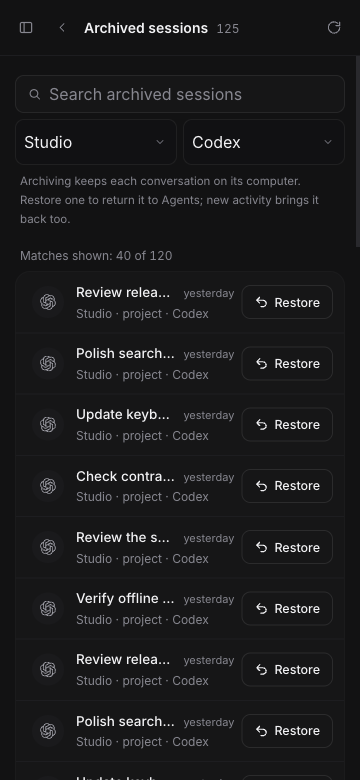 Archived sessions 125
Search archived sessions
Studio
Codex
Archiving keeps each conversation on its computer.
Restore one to return it to Agents; new activity brings it
back too.
Matches shown: 40 of 120
Review relea... yesterday
Studio · project · Codex
Restore
Polish search... yesterday
Studio · project · Codex
Restore
Update keyb... yesterday
Studio · project · Codex
Restore
Check contra... yesterday
Studio · project · Codex
Restore
Review the s... yesterday
Studio · project · Codex
Restore
Verify offline ... yesterday
Studio · project · Codex
Restore
Review relea... yesterday
Studio · project · Codex
Restore
Polish search... yesterday
Studio · project · Codex
Restore